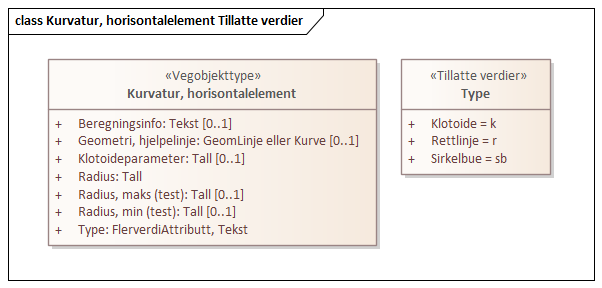 class Kurvatur, horisontalelement Tillatte verdier
«Vegobjekttype»
Kurvatur, horisontalelement
+ Beregningsinfo: Tekst [0..1]
+ Geometri, hjelpelinje: GeomLinje eller Kurve [0..1]
+ Klotoideparameter: Tall [0..1]
+ Radius: Tall
+ Radius, maks (test): Tall [0..1]
+ Radius, min (test): Tall [0..1]
+ Type: FlerverdiAttributt, Tekst
«Tillatte verdier»
Type
+ Klotoide = k
+ Rettlinje = r
+ Sirkelbue = sb